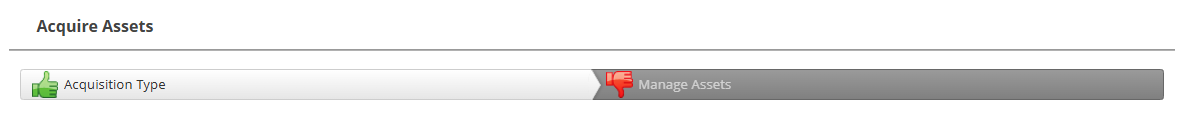 Acquire Assets
Acquisition Type
Manage Assets